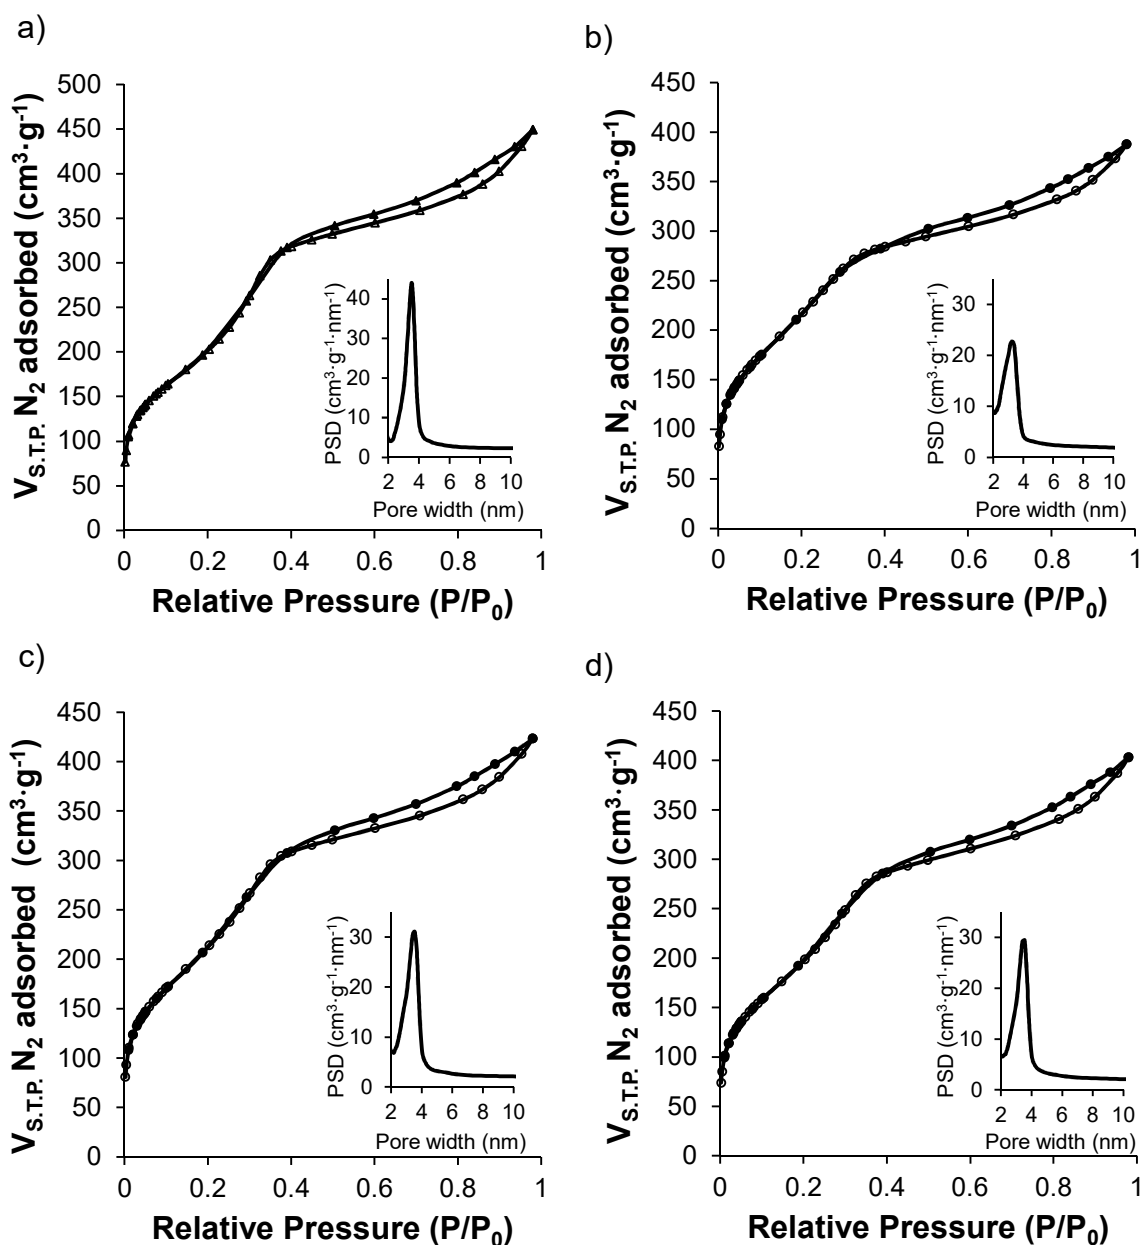 a)
V_S.T.P. N₂ adsorbed (cm³·g⁻¹)
500
450
400
350
300
250
200
150
100
50
0
0 0.2 0.4 0.6 0.8 1
Relative Pressure (P/P₀)
PSD (cm³·g⁻¹·nm⁻¹)
40
30
20
10
0
2 4 6 8 10
Pore width (nm)
b)
V_S.T.P. N₂ adsorbed (cm³·g⁻¹)
450
400
350
300
250
200
150
100
50
0
0 0.2 0.4 0.6 0.8 1
Relative Pressure (P/P₀)
PSD (cm³·g⁻¹·nm⁻¹)
30
20
10
0
2 4 6 8 10
Pore width (nm)
c)
V_S.T.P. N₂ adsorbed (cm³·g⁻¹)
450
400
350
300
250
200
150
100
50
0
0 0.2 0.4 0.6 0.8 1
Relative Pressure (P/P₀)
PSD (cm³·g⁻¹·nm⁻¹)
30
20
10
0
2 4 6 8 10
Pore width (nm)
d)
V_S.T.P. N₂ adsorbed (cm³·g⁻¹)
450
400
350
300
250
200
150
100
50
0
0 0.2 0.4 0.6 0.8 1
Relative Pressure (P/P₀)
PSD (cm³·g⁻¹·nm⁻¹)
30
20
10
0
2 4 6 8 10
Pore width (nm)